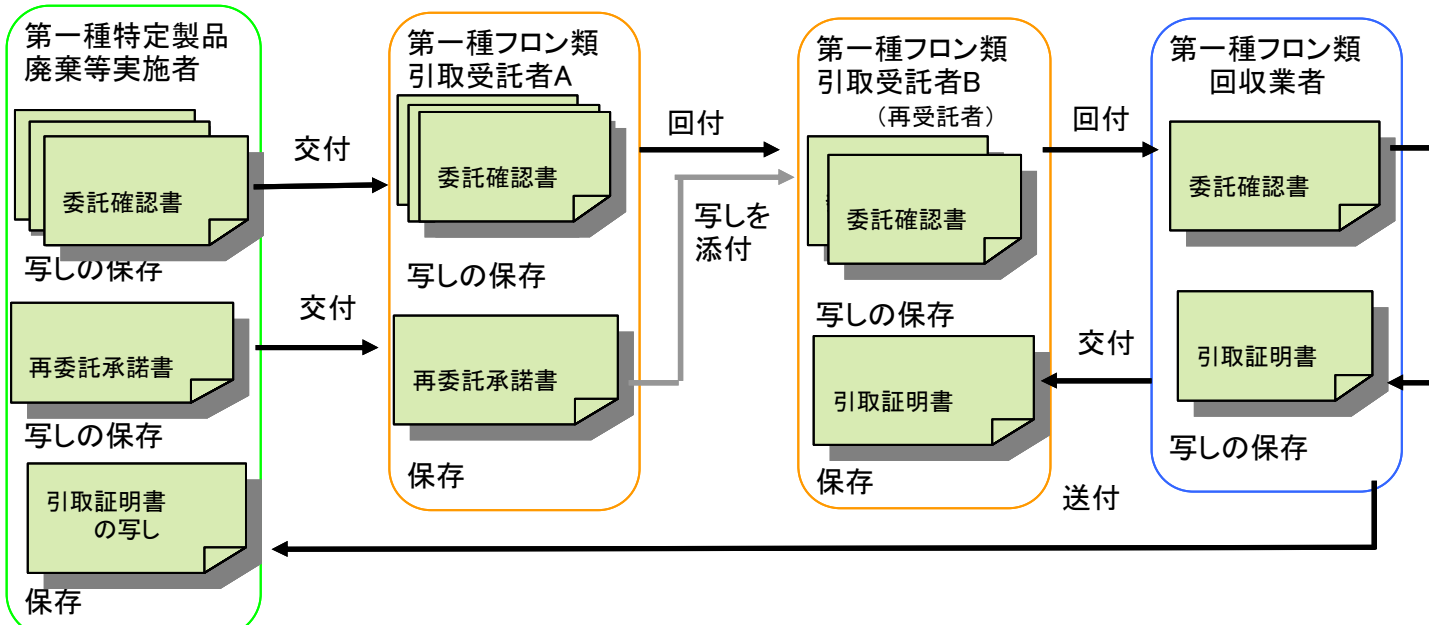 第一種特定製品
廃棄等実施者
委託確認書
写しの保存
再委託承諾書
写しの保存
引取証明書
の写し
保存
交付
交付
第一種フロン類
引取受託者A
委託確認書
写しの保存
再委託承諾書
保存
回付
写しを
添付
第一種フロン類
引取受託者B
（再受託者）
委託確認書
写しの保存
引取証明書
保存
回付
交付
送付
第一種フロン類
回収業者
委託確認書
引取証明書
写しの保存